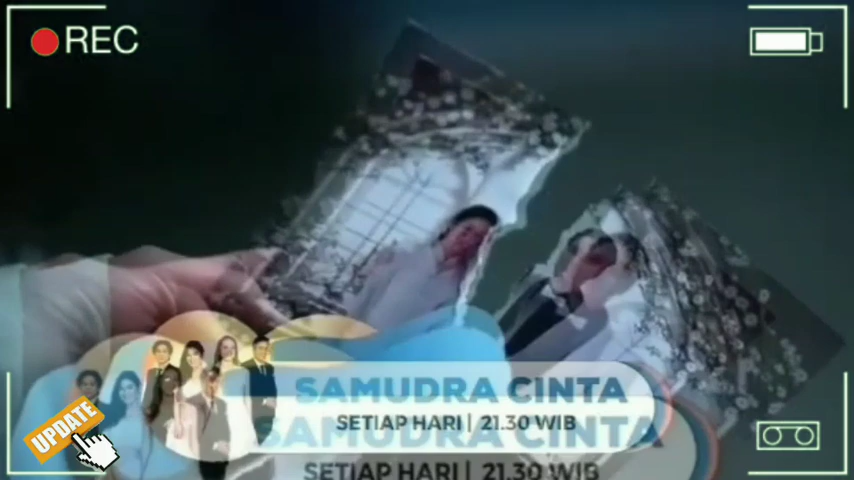 REC
SAMUDRA CINTA
SETIAP HARI | 21.30 WIB
SAMUDRA CINTA
SETIAP HARI | 21.30 WIB
UPDATE